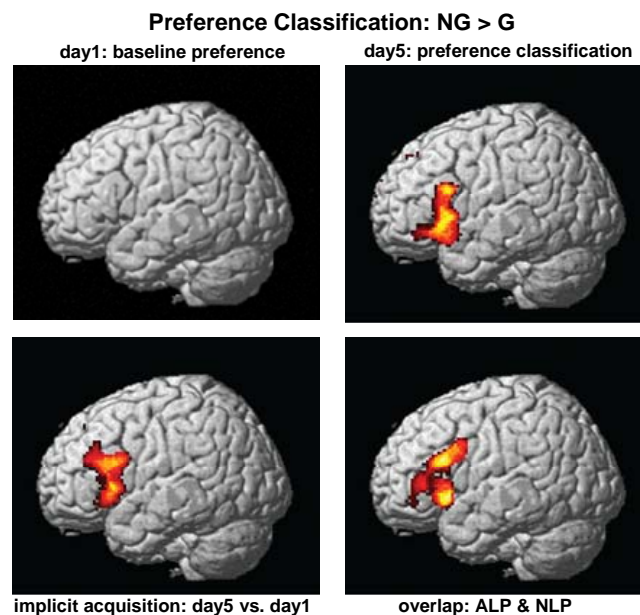 Preference Classification: NG > G
day1: baseline preference
day5: preference classification
implicit acquisition: day5 vs. day1
overlap: ALP & NLP